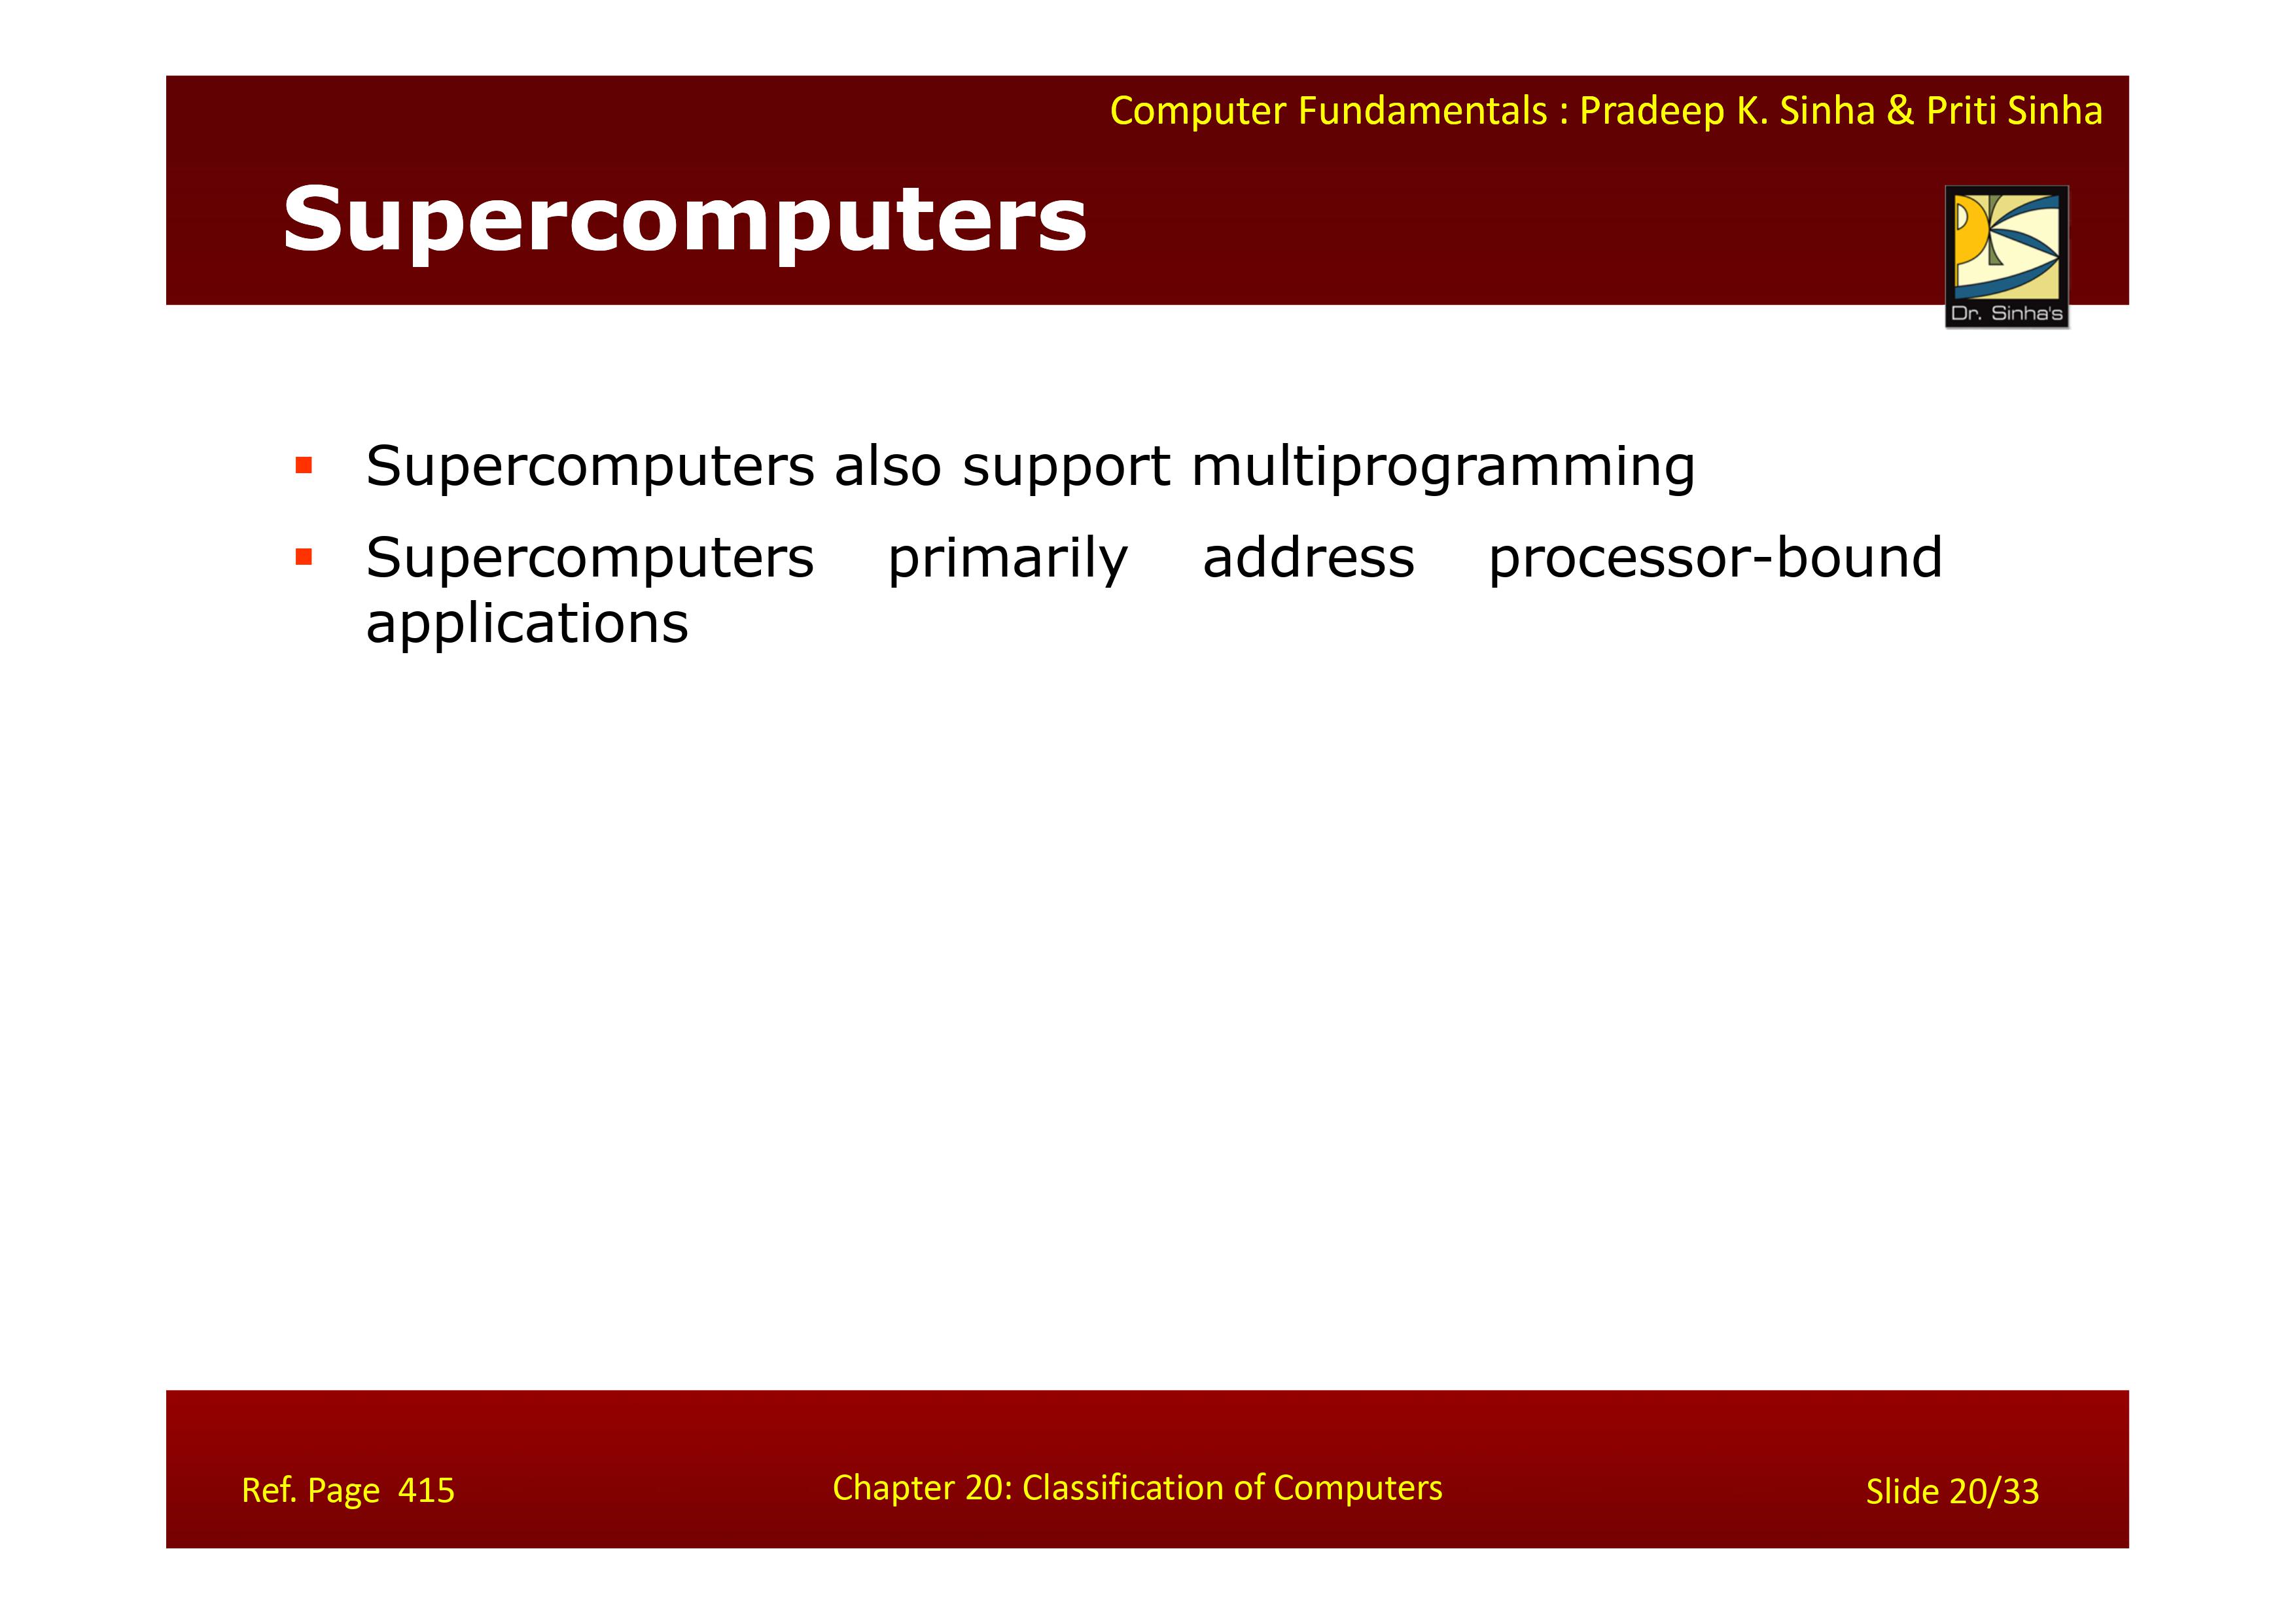 Computer Fundamentals : Pradeep K. Sinha & Priti Sinha
Supercomputers
Dr. Sinha's
▪ Supercomputers also support multiprogramming
▪ Supercomputers primarily address processor-bound
applications
Ref. Page 415
Chapter 20: Classification of Computers
Slide 20/33